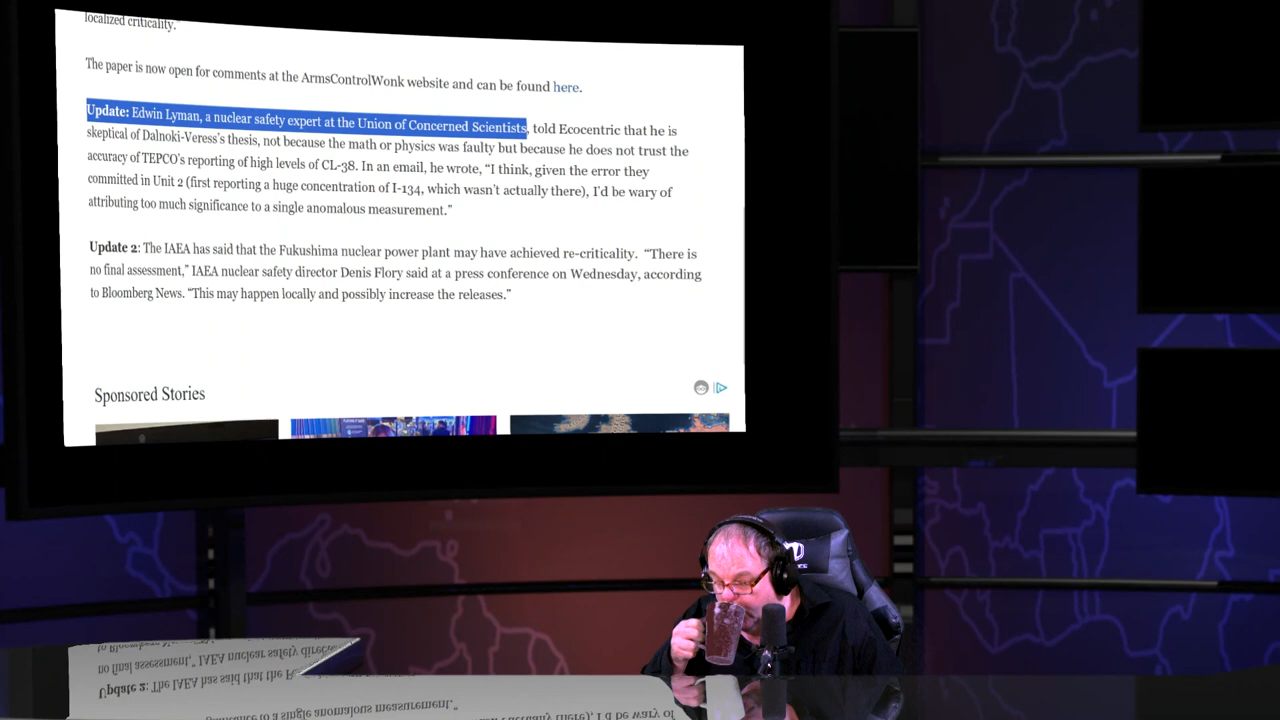 localized criticality."
The paper is now open for comments at the ArmsControlWonk website and can be found here.
Update: Edwin Lyman, a nuclear safety expert at the Union of Concerned Scientists, told Ecocentric that he is
skeptical of Dalnoki-Veress's thesis, not because the math or physics was faulty but because he does not trust the
accuracy of TEPCO's reporting of high levels of CL-38. In an email, he wrote, "I think, given the error they
committed in Unit 2 (first reporting a huge concentration of I-134, which wasn't actually there), I'd be wary of
attributing too much significance to a single anomalous measurement."
Update 2: The IAEA has said that the Fukushima nuclear power plant may have achieved re-criticality. "There is
no final assessment," IAEA nuclear safety director Denis Flory said at a press conference on Wednesday, according
to Bloomberg News. "This may happen locally and possibly increase the releases."
Sponsored Stories